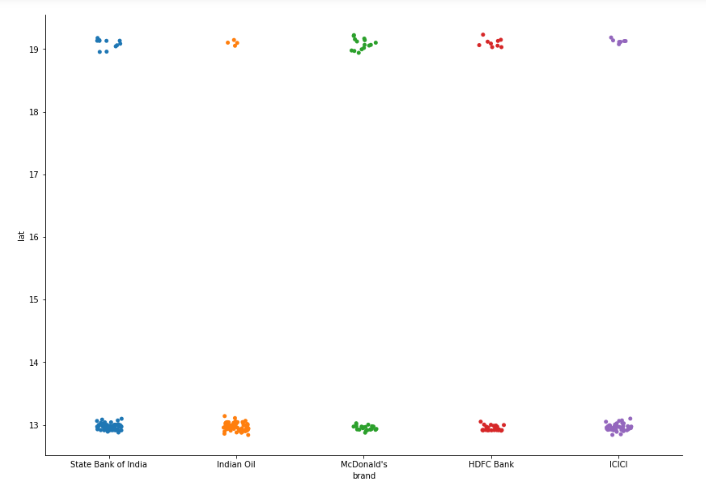 19
18
17
16
15
14
13
lat
State Bank of India
Indian Oil
McDonald's
HDFC Bank
ICICI
brand